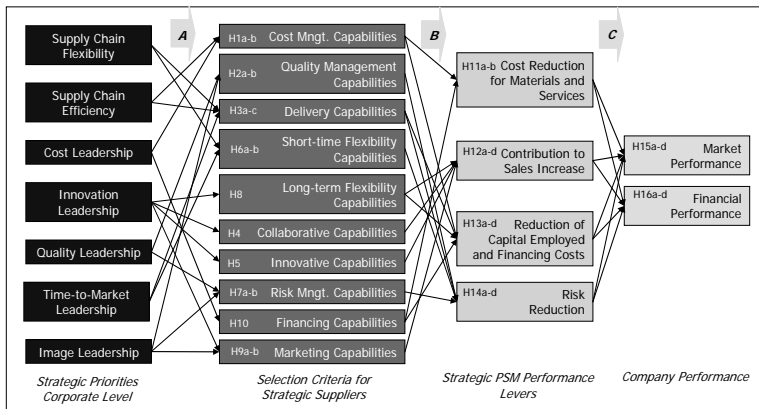 A
B
C
Supply Chain
Flexibility
Supply Chain
Efficiency
Cost Leadership
Innovation
Leadership
Quality Leadership
Time-to-Market
Leadership
Image Leadership
Strategic Priorities
Corporate Level
H1a-b Cost Mngt. Capabilities
H2a-b Quality Management
Capabilities
H3a-c Delivery Capabilities
H6a-b Short-time Flexibility
Capabilities
H8 Long-term Flexibility
Capabilities
H4 Collaborative Capabilities
H5 Innovative Capabilities
H7a-b Risk Mngt. Capabilities
H10 Financing Capabilities
H9a-b Marketing Capabilities
Selection Criteria for
Strategic Suppliers
H11a-b Cost Reduction
for Materials and
Services
H12a-d Contribution to
Sales Increase
H13a-d Reduction of
Capital Employed
and Financing Costs
H14a-d Risk
Reduction
Strategic PSM Performance
Levers
H15a-d Market
Performance
H16a-d Financial
Performance
Company Performance